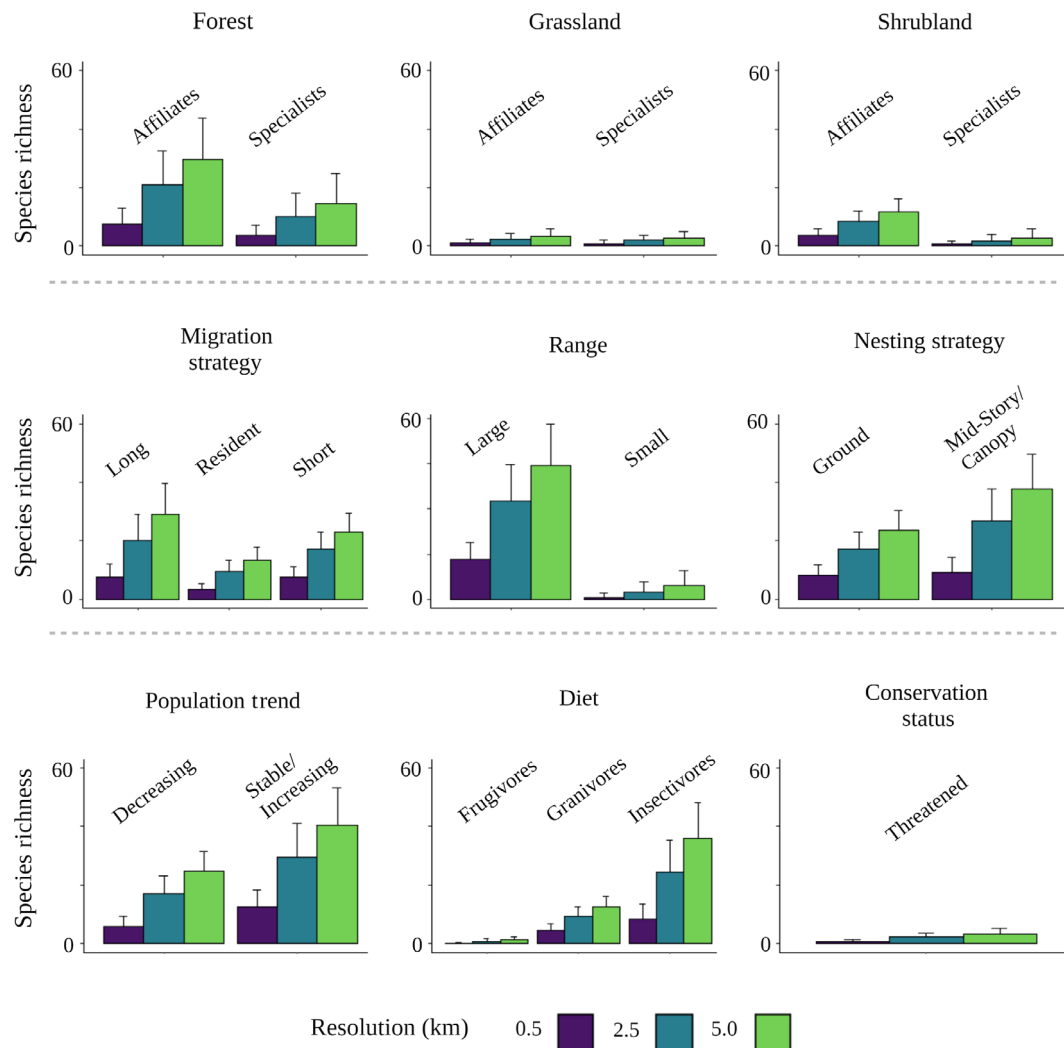 Forest
Grassland
Shrubland
Species richness
60
0
Affiliates
Specialists
60
0
Affiliates
Specialists
60
0
Affiliates
Specialists
Migration
strategy
Range
Nesting strategy
Species richness
60
0
Long
Resident
Short
60
0
Large
Small
60
0
Ground
Mid-Story/
Canopy
Population trend
Diet
Conservation
status
Species richness
60
0
Decreasing
Stable/
Increasing
60
0
Frugivores
Granivores
Insectivores
60
0
Threatened
Resolution (km) 0.5 2.5 5.0